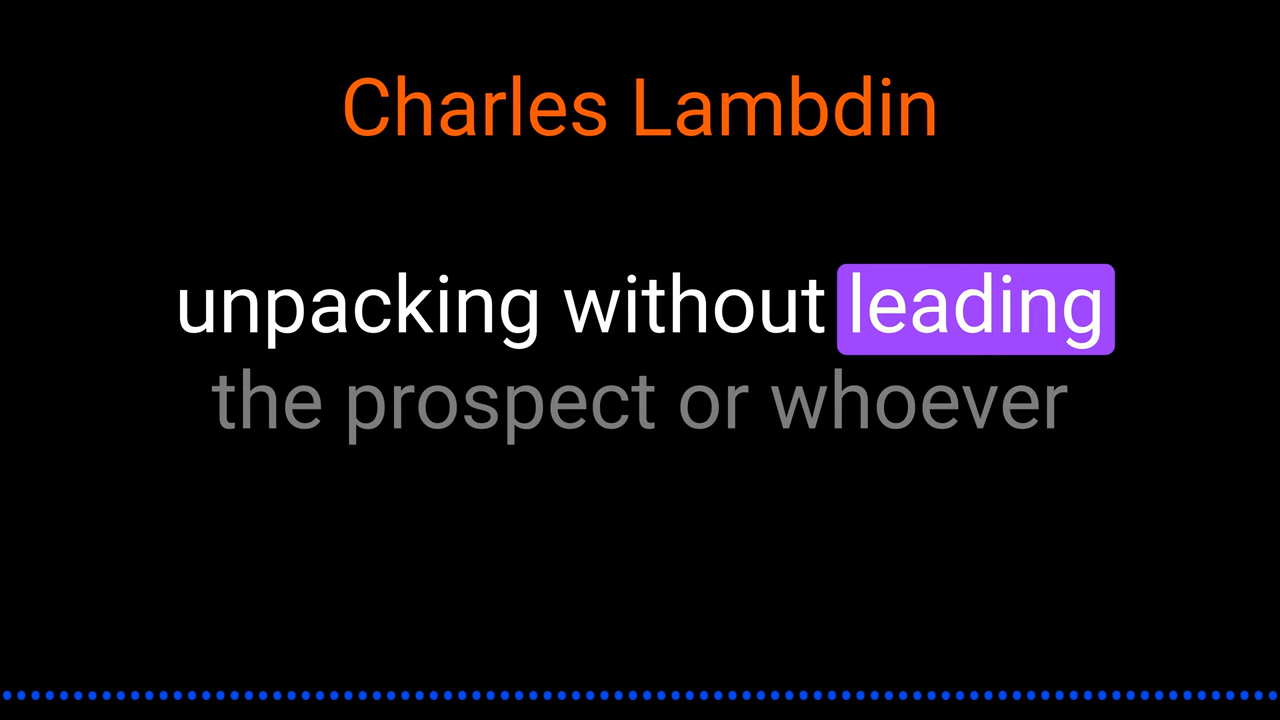 Charles Lambdin
unpacking without leading
the prospect or whoever